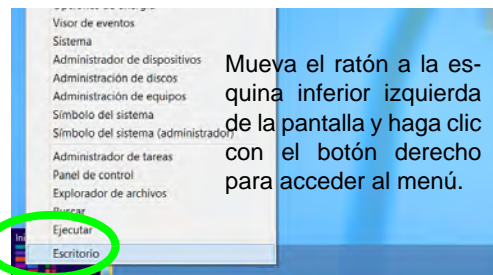 Visor de eventos
Sistema
Administrador de dispositivos
Administración de discos
Administración de equipos
Símbolo del sistema
Símbolo del sistema (administrador)
Administrador de tareas
Panel de control
Explorador de archivos
Buscar
Ejecutar
Escritorio
Mueva el ratón a la es-
quina inferior izquierda
de la pantalla y haga clic
con el botón derecho
para acceder al menú.